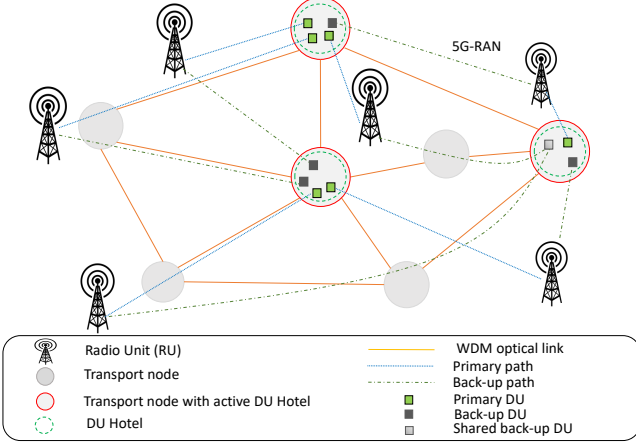 5G-RAN
Radio Unit (RU)
Transport node
Transport node with active DU Hotel
DU Hotel
WDM optical link
Primary path
Back-up path
Primary DU
Back-up DU
Shared back-up DU